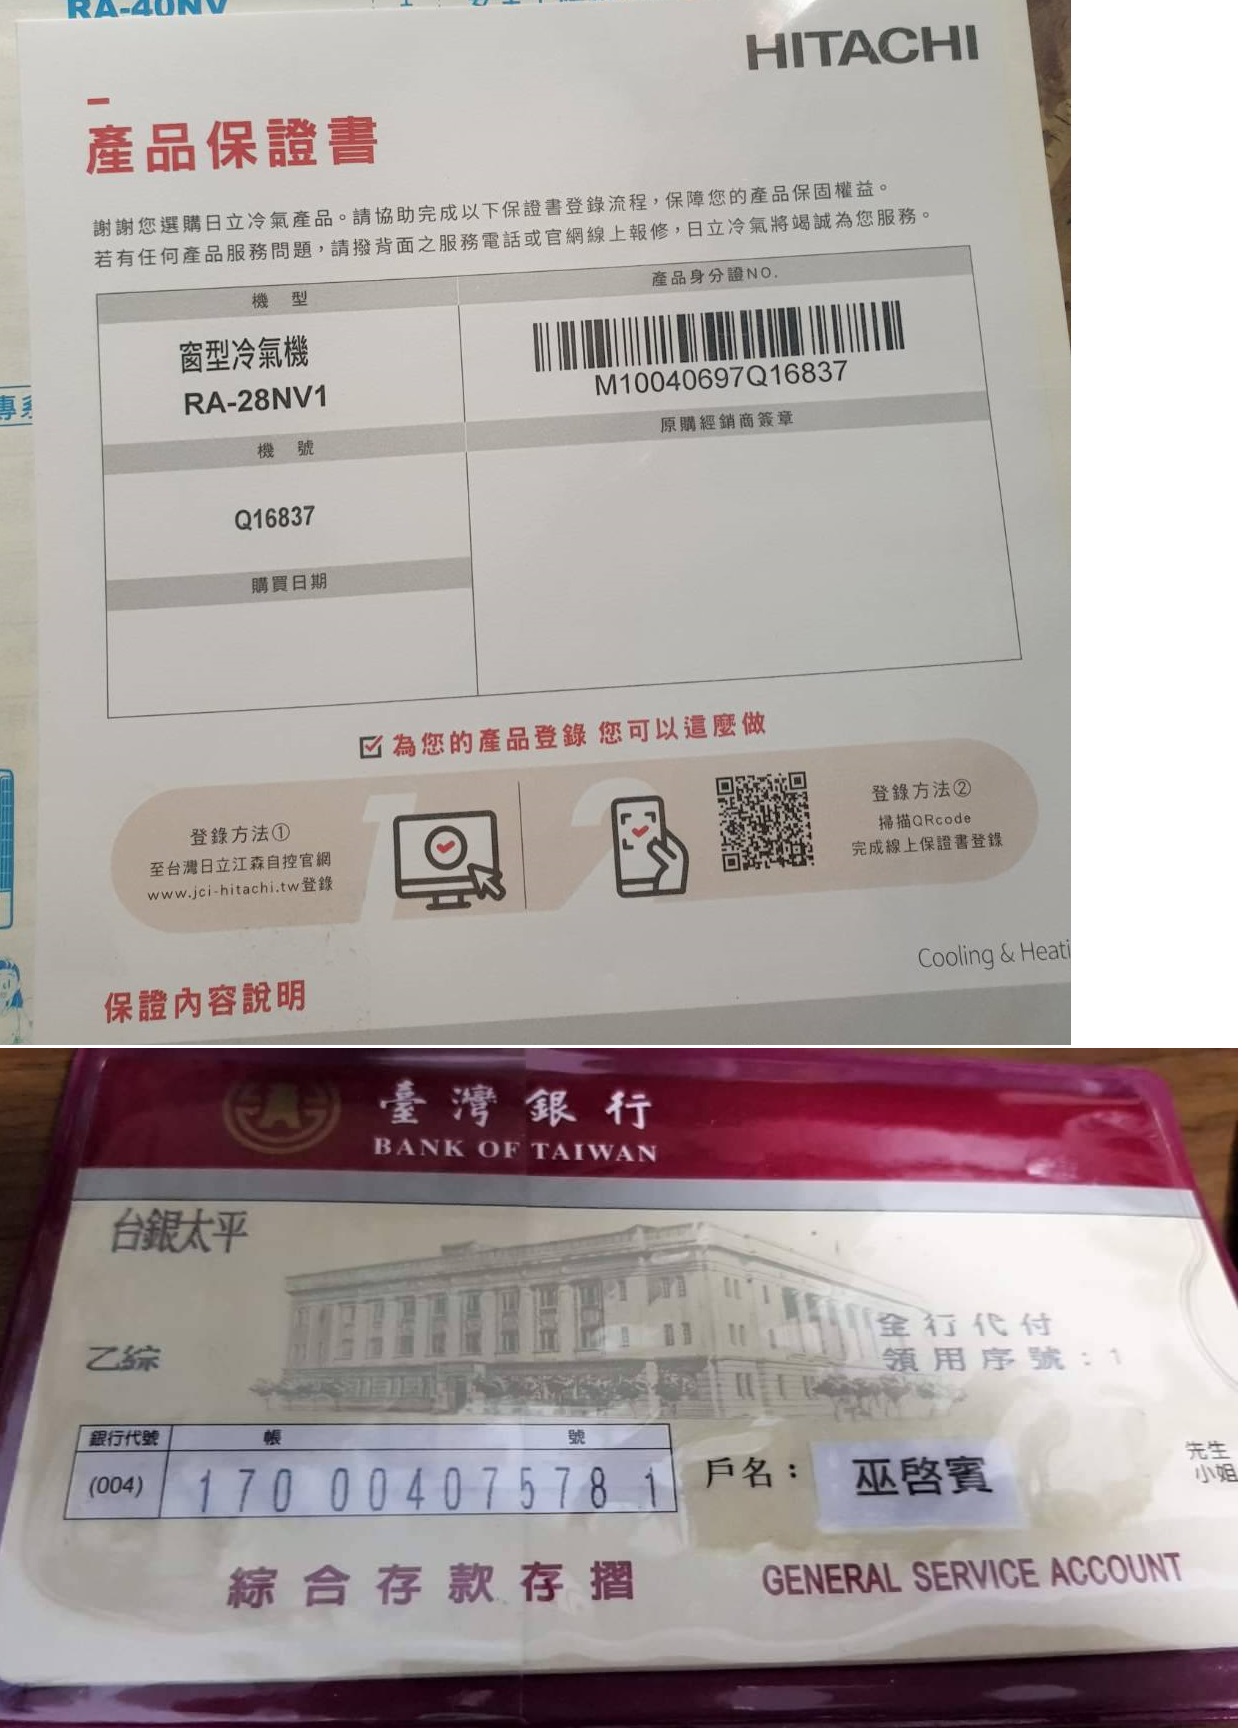 RA-40NV
HITACHI
產品保證書
謝謝您選購日立冷氣產品。請協助完成以下保證書登錄流程,保障您的產品保固權益。
若有任何產品服務問題,請撥背面之服務電話或官網線上報修,日立冷氣將竭誠為您服務。
機 型
產品身分證NO.
窗型冷氣機
RA-28NV1
M10040697Q16837
機 號
原購經銷商簽章
Q16837
購買日期
為您的產品登錄 您可以這麼做
登錄方法①
至台灣日立江森自控官網
www.jci-hitachi.tw登錄
登錄方法②
掃描QRcode
完成線上保證書登錄
Cooling & Heati
保證內容說明
臺灣銀行
BANK OF TAIWAN
台銀太平
全行代付
領用序號:1
乙綜
銀行代號 帳 號
(004) 170 00407578 1
戶名: 巫啓賓
先生
小姐
綜合存款存摺
GENERAL SERVICE ACCOUNT